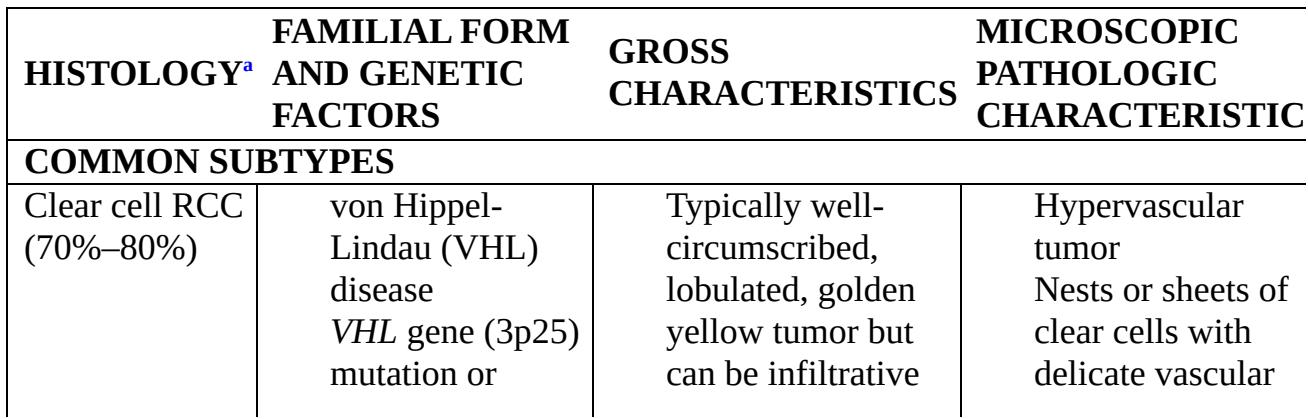 HISTOLOGYa
FAMILIAL FORM
AND GENETIC
FACTORS
GROSS
CHARACTERISTICS
MICROSCOPIC
PATHOLOGIC
CHARACTERISTIC
COMMON SUBTYPES
Clear cell RCC
(70%–80%)
von Hippel-
Lindau (VHL)
disease
VHL gene (3p25)
mutation or
Typically well-
circumscribed,
lobulated, golden
yellow tumor but
can be infiltrative
Hypervascular
tumor
Nests or sheets of
clear cells with
delicate vascular